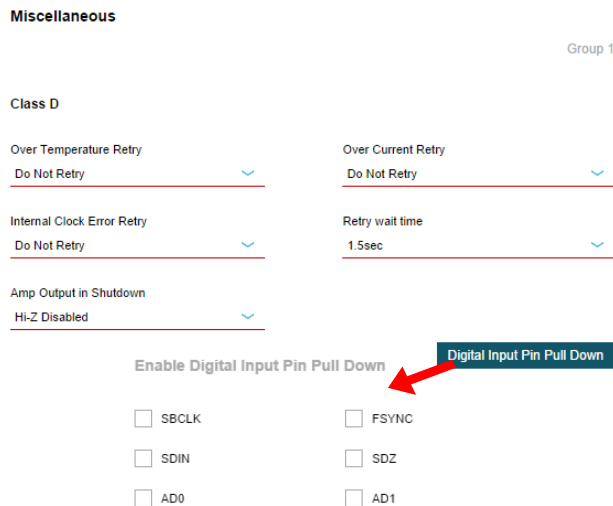 Miscellaneous
Group 1
Class D
Over Temperature Retry
Over Current Retry
Do Not Retry
Do Not Retry
Internal Clock Error Retry
Retry wait time
Do Not Retry
1.5sec
Amp Output in Shutdown
Hi-Z Disabled
Digital Input Pin Pull Down
Enable Digital Input Pin Pull Down
SBCLK
FSYNC
SDIN
SDZ
AD0
AD1